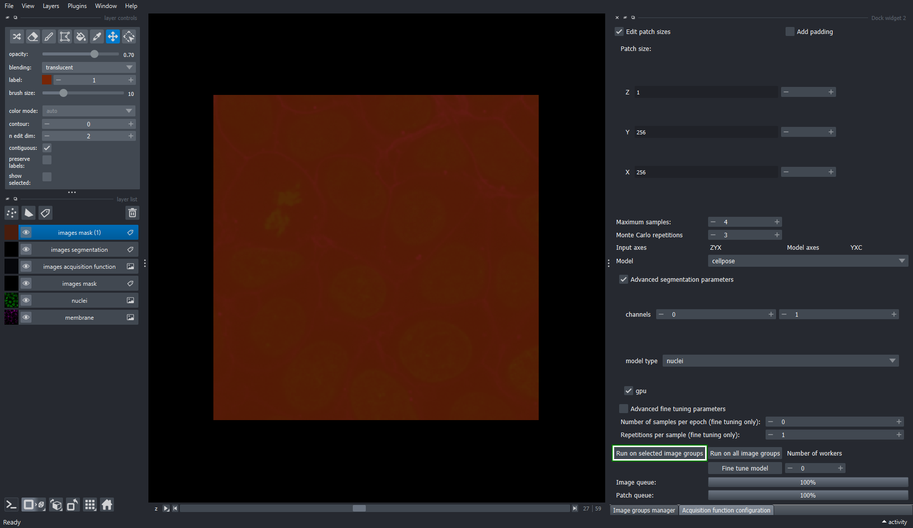 File View Layers Plugins Window Help
layer controls
opacity: 0.70
blending: translucent
label: 1
brush size: 10
color mode: auto
contour: 0
n edit dim: 2
contiguous:
preserve
labels:
show
selected:
layer list
images mask (1)
images segmentation
images acquisition function
images mask
nuclei
membrane
Ready
z
27 59
Dock widget 2
Edit patch sizes Add padding
Patch size:
Z 1
Y 256
X 256
Maximum samples: 4
Monte Carlo repetitions 3
Input axes ZYX Model axes YXC
Model cellpose
Advanced segmentation parameters
channels 0 1
model type nuclei
gpu
Advanced fine tuning parameters
Number of samples per epoch (fine tuning only): 0
Repetitions per sample (fine tuning only): 1
Run on selected image groups Run on all image groups Number of workers
Fine tune model 0
Image queue: 100%
Patch queue: 100%
Image groups manager Acquisition function configuration
activity